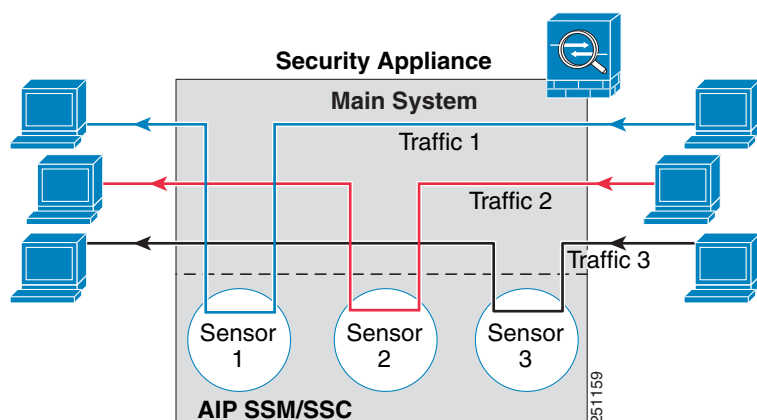 Security Appliance
Main System
Traffic 1
Traffic 2
Traffic 3
Sensor
1
Sensor
2
Sensor
3
AIP SSM/SSC
251159